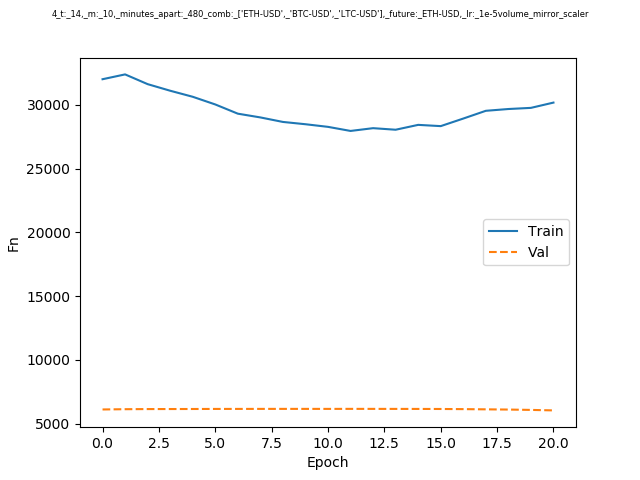 4_t:_14,_m:_10,_minutes_apart:_480_comb:_['ETH-USD',_'BTC-USD',_'LTC-USD'],_future:_ETH-USD,_lr:_1e-5volume_mirror_scaler
30000
25000
20000
15000
10000
5000
Fn
Train
Val
0.0 2.5 5.0 7.5 10.0 12.5 15.0 17.5 20.0
Epoch